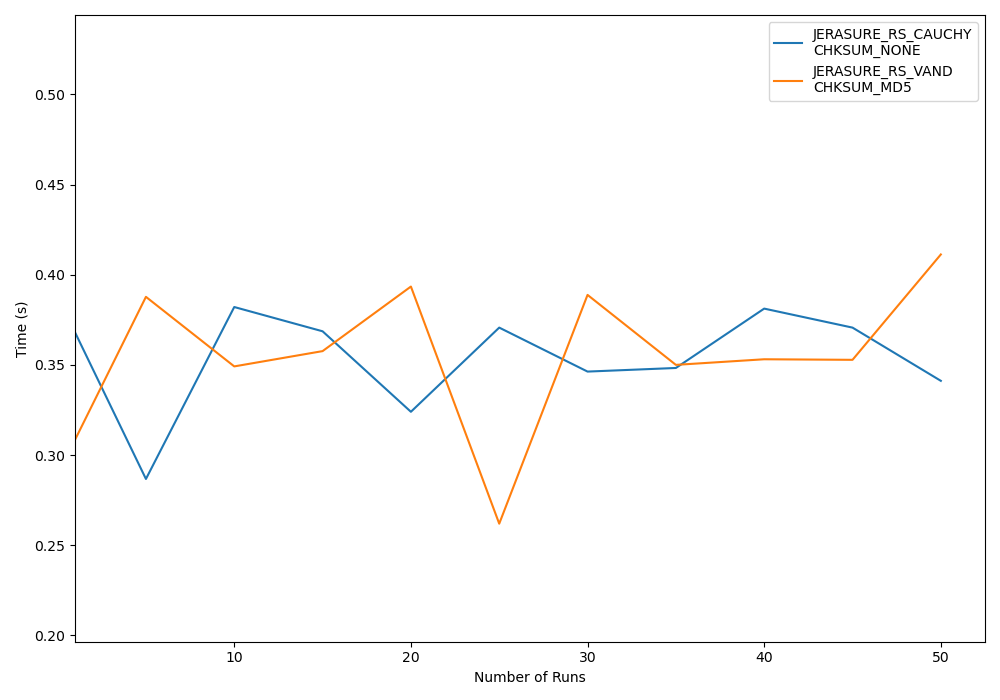 JERASURE_RS_CAUCHY
CHKSUM_NONE
JERASURE_RS_VAND
CHKSUM_MD5
0.50
0.45
0.40
0.35
0.30
0.25
0.20
Time (s)
10 20 30 40 50
Number of Runs